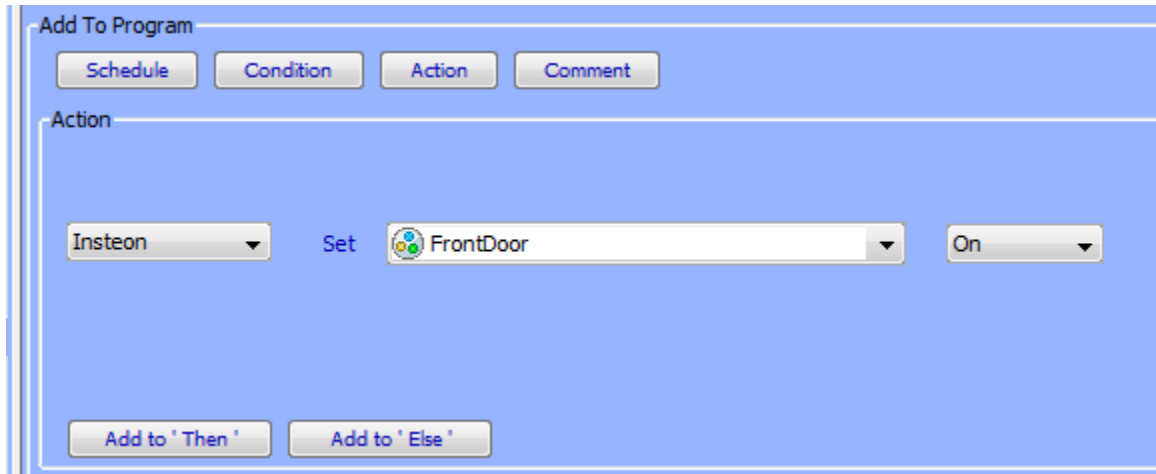 Add To Program
Schedule Condition Action Comment
Action
Insteon Set FrontDoor On
Add to ' Then ' Add to ' Else '